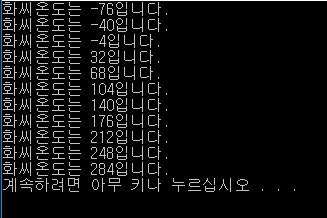 화씨온도는 -76입니다.
화씨온도는 -40입니다.
화씨온도는 -4입니다.
화씨온도는 32입니다.
화씨온도는 68입니다.
화씨온도는 104입니다.
화씨온도는 140입니다.
화씨온도는 176입니다.
화씨온도는 212입니다.
화씨온도는 248입니다.
화씨온도는 284입니다.
계속하려면 아무 키나 누르십시오 . . .